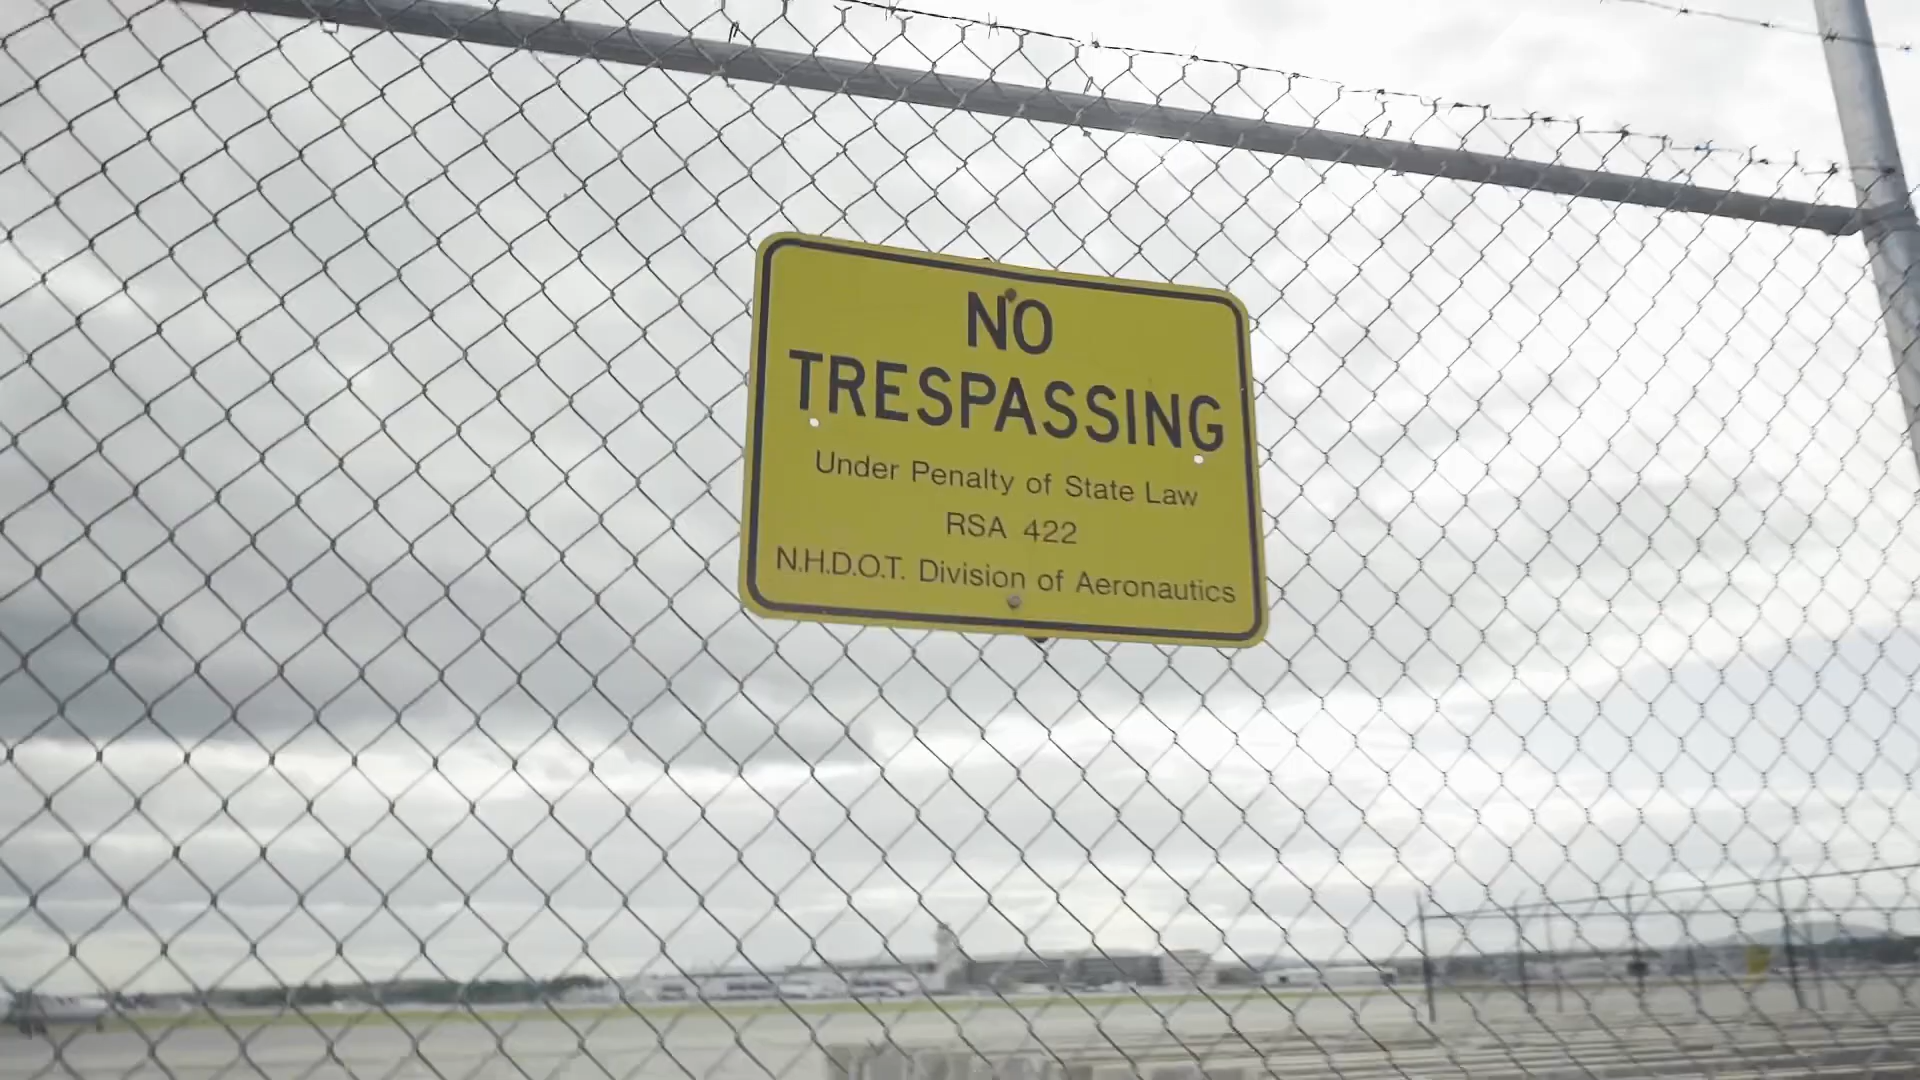 NO
TRESPASSING
Under Penalty of State Law
RSA 422
N.H.D.O.T. Division of Aeronautics